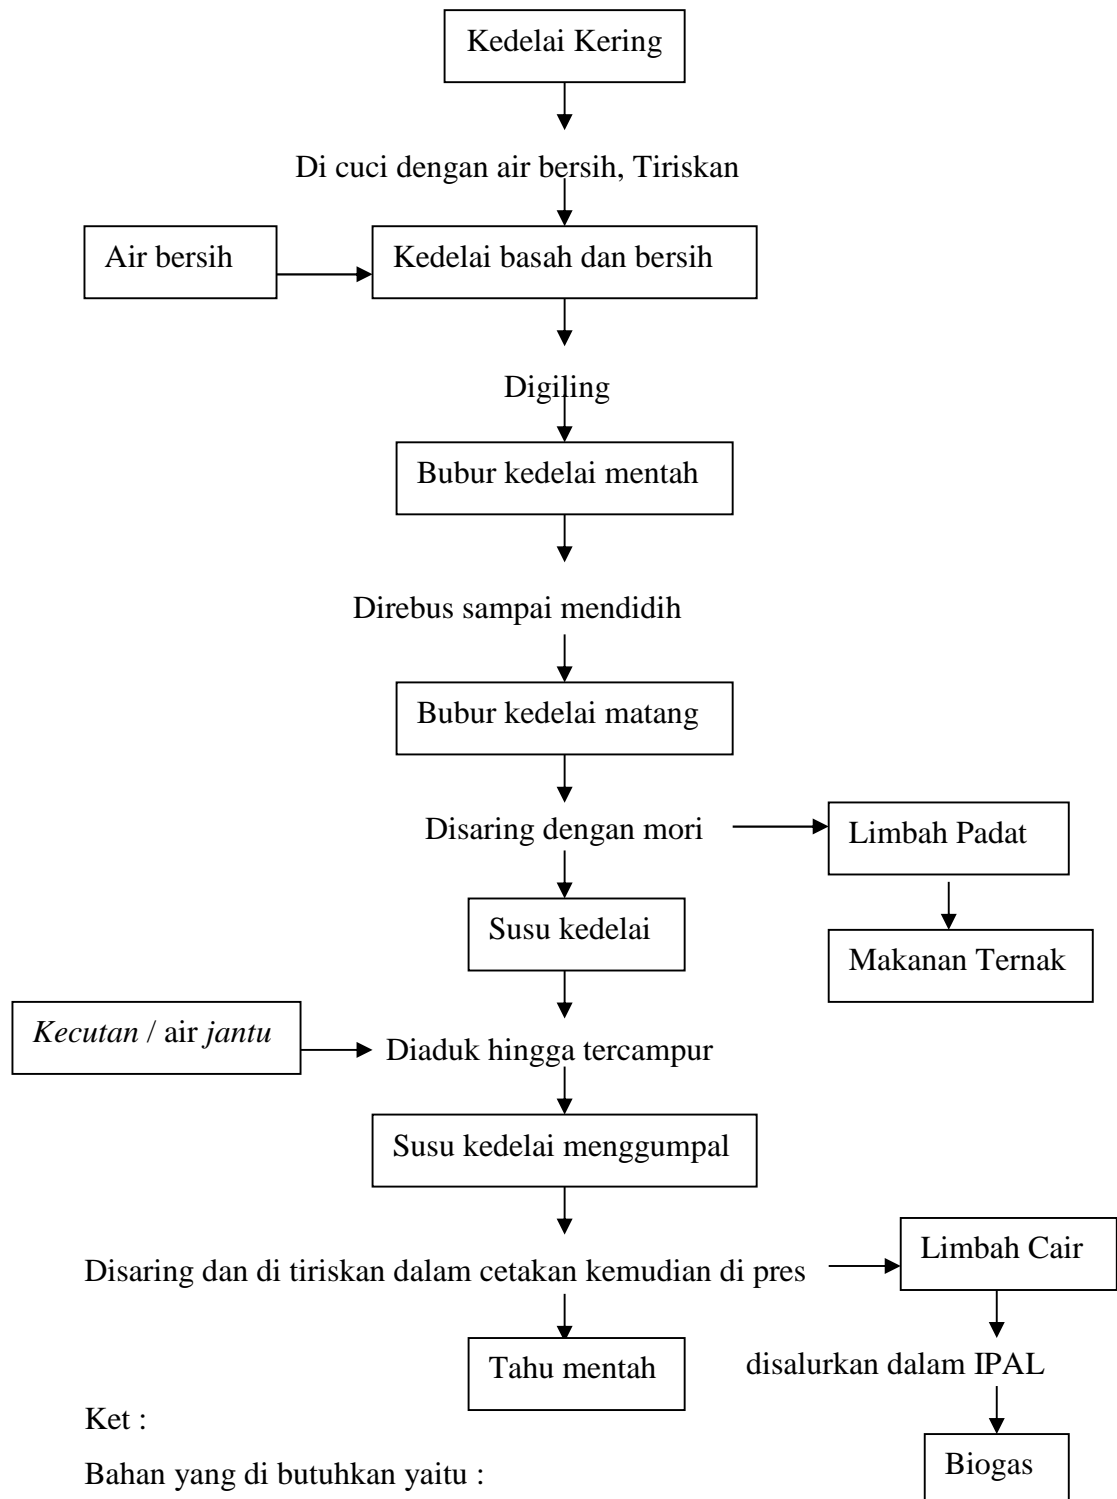 Kedelai Kering
Di cuci dengan air bersih, Tiriskan
Air bersih
Kedelai basah dan bersih
Digiling
Bubur kedelai mentah
Direbus sampai mendidih
Bubur kedelai matang
Disaring dengan mori
Limbah Padat
Susu kedelai
Makanan Ternak
Kecutan / air jantu
Diaduk hingga tercampur
Susu kedelai menggumpal
Limbah Cair
Disaring dan di tiriskan dalam cetakan kemudian di pres
Tahu mentah
disalurkan dalam IPAL
Ket :
Biogas
Bahan yang di butuhkan yaitu :